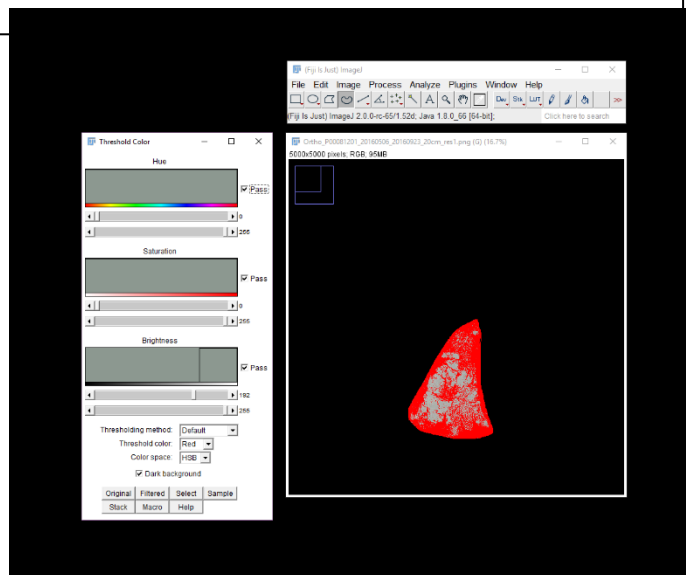 (Fiji Is Just) ImageJ
File Edit Image Process Analyze Plugins Window Help
A Dev Stk LUT >>
(Fiji Is Just) ImageJ 2.0.0-rc-65/1.52d; Java 1.8.0_66 [64-bit]; Click here to search
Threshold Color
Hue
Pass
0
255
Saturation
Pass
0
255
Brightness
Pass
192
255
Thresholding method: Default
Threshold color: Red
Color space: HSB
Dark background
Original Filtered Select Sample
Stack Macro Help
Ortho_P00081201_20160906_20160923_20cm_res1.png (G) (16.7%)
5000x5000 pixels; RGB; 95MB